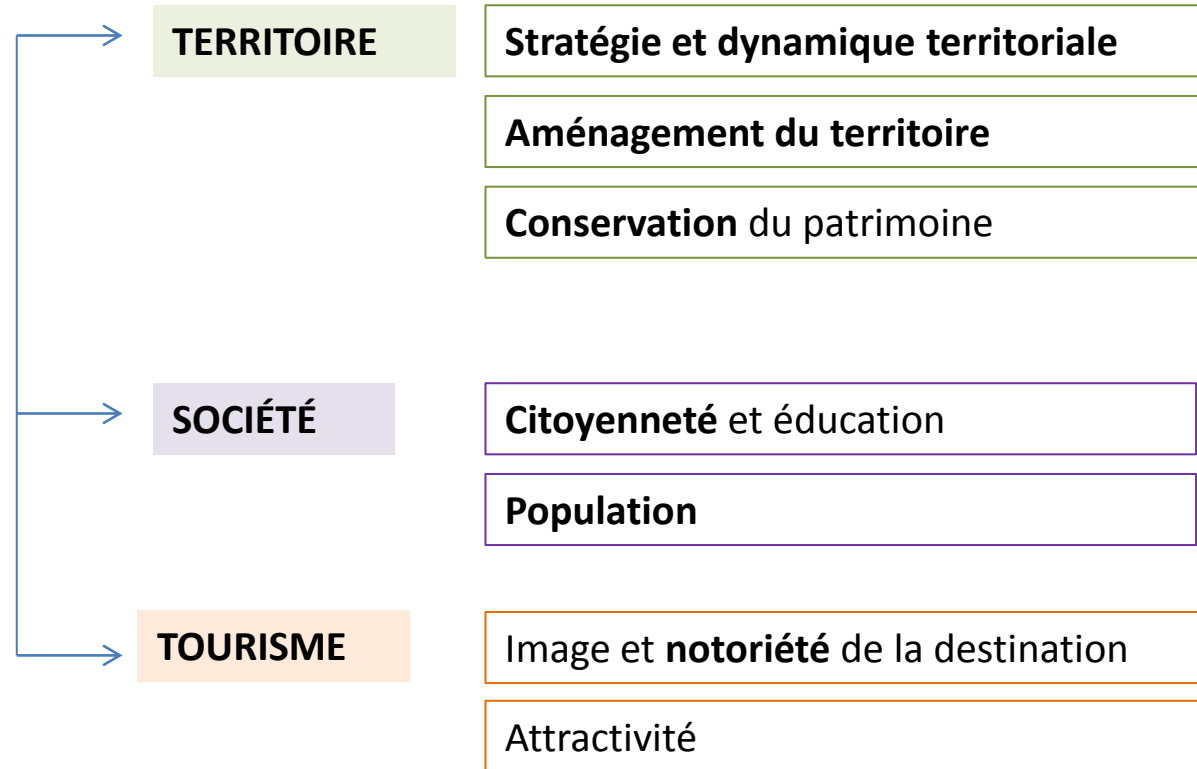 TERRITOIRE
Stratégie et dynamique territoriale
Aménagement du territoire
Conservation du patrimoine
SOCIÉTÉ
Citoyenneté et éducation
Population
TOURISME
Image et notoriété de la destination
Attractivité